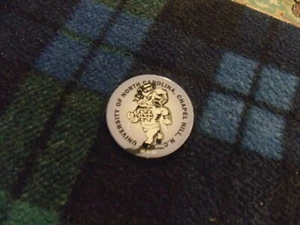 UNIVERSITY OF NORTH CAROLINA, CHAPEL HILL, N.C.